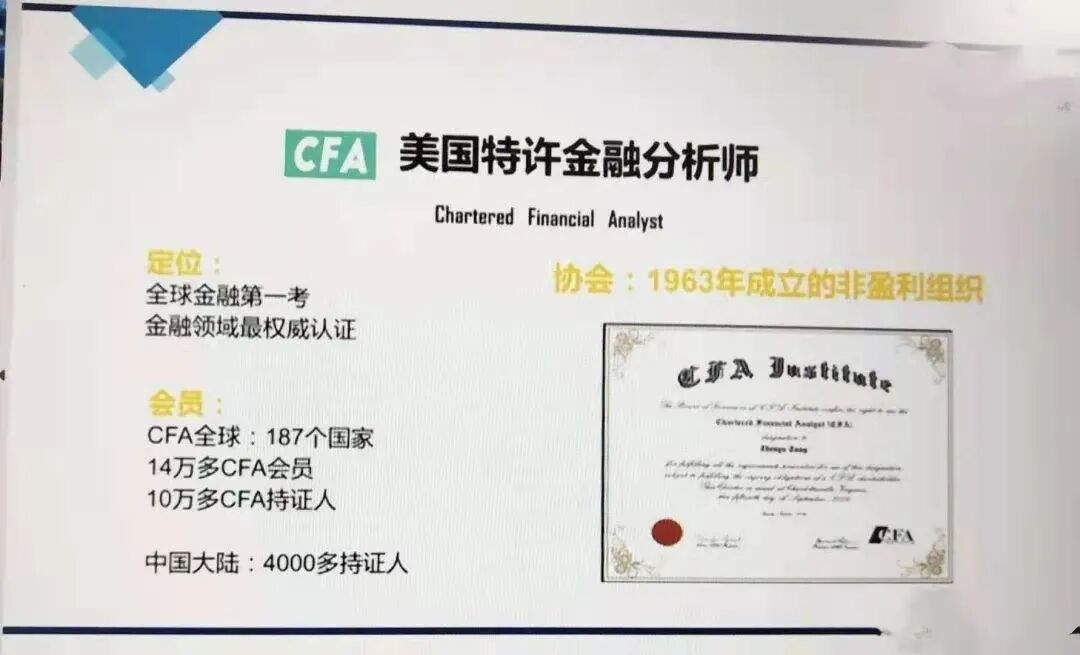 CFA 美国特许金融分析师
Chartered Financial Analyst
定位：
全球金融第一考
金融领域最权威认证
会员：
CFA全球：187个国家
14万多CFA会员
10万多CFA持证人
中国大陆：4000多持证人
协会：1963年成立的非盈利组织
CFA Institute
Chartered Financial Analyst (CFA)
CFA